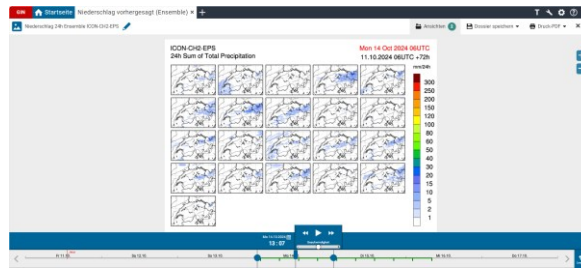 GIN
Startseite
Niederschlag vorhergesagt (Ensemble) × +
Niederschlag 24h Ensemble ICON-CH2-EPS
Ansichten
Dossier speichern
Druck-PDF
ICON-CH2-EPS
24h Sum of Total Precipitation
Mon 14 Oct 2024 06UTC
11.10.2024 06UTC +72h
mm/24h
300
250
200
150
120
100
80
60
50
40
30
20
15
10
5
2
1
13 : 07